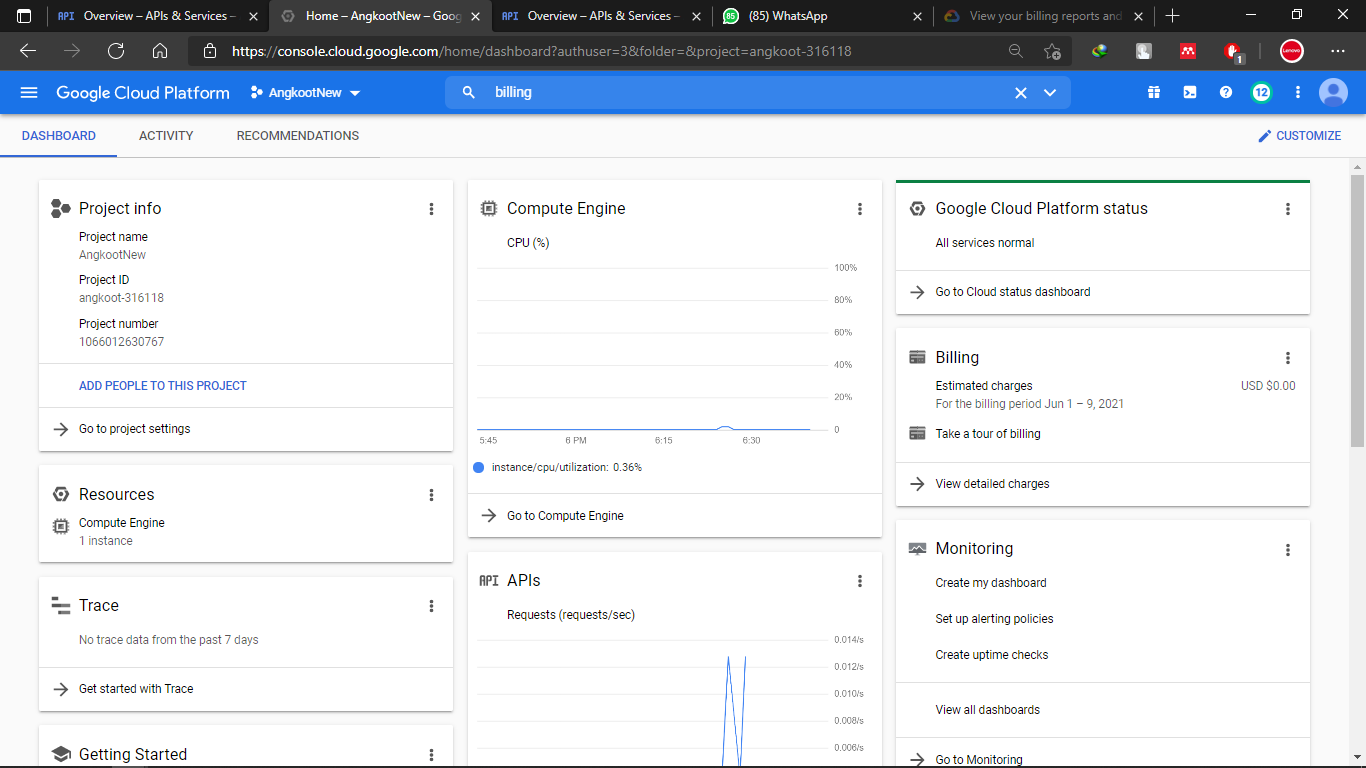 API Overview – APIs & Services –
Home – AngkootNew – Goog
API Overview – APIs & Services –
85 (85) WhatsApp
View your billing reports and
https://console.cloud.google.com/home/dashboard?authuser=3&folder=&project=angkoot-316118
Lenovo
1
Google Cloud Platform
AngkootNew
billing
12
DASHBOARD
ACTIVITY
RECOMMENDATIONS
CUSTOMIZE
Project info
Project name
AngkootNew
Project ID
angkoot-316118
Project number
1066012630767
ADD PEOPLE TO THIS PROJECT
Go to project settings
Resources
Compute Engine
1 instance
Trace
No trace data from the past 7 days
Get started with Trace
Getting Started
Compute Engine
CPU (%)
100%
80%
60%
40%
20%
0
5:45 6 PM 6:15 6:30
instance/cpu/utilization: 0.36%
Go to Compute Engine
API APIs
Requests (requests/sec)
0.014/s
0.012/s
0.010/s
0.008/s
0.006/s
Google Cloud Platform status
All services normal
Go to Cloud status dashboard
Billing
Estimated charges USD $0.00
For the billing period Jun 1 – 9, 2021
Take a tour of billing
View detailed charges
Monitoring
Create my dashboard
Set up alerting policies
Create uptime checks
View all dashboards
Go to Monitoring